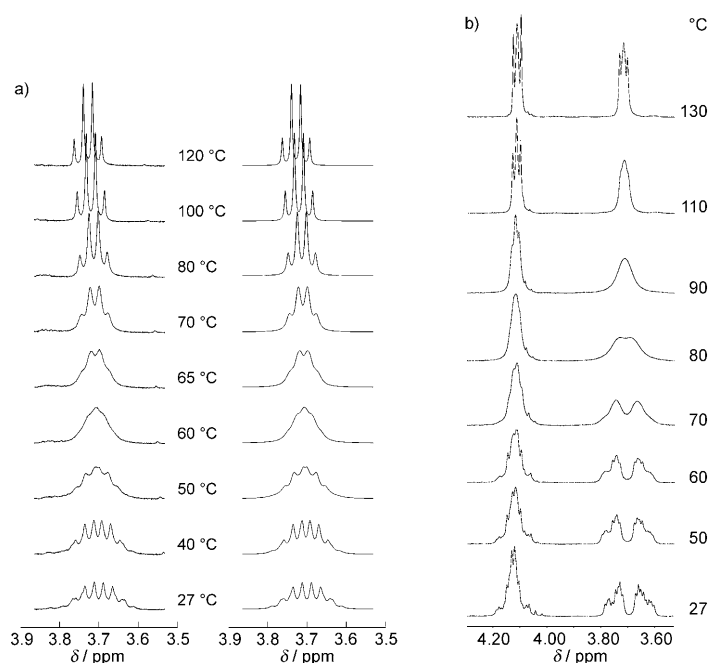 a)
120 °C
100 °C
80 °C
70 °C
65 °C
60 °C
50 °C
40 °C
27 °C
3.9 3.8 3.7 3.6 3.5
δ / ppm
3.9 3.8 3.7 3.6 3.5
δ / ppm
b)
°C
130
110
90
80
70
60
50
27
4.20 4.00 3.80 3.60
δ / ppm